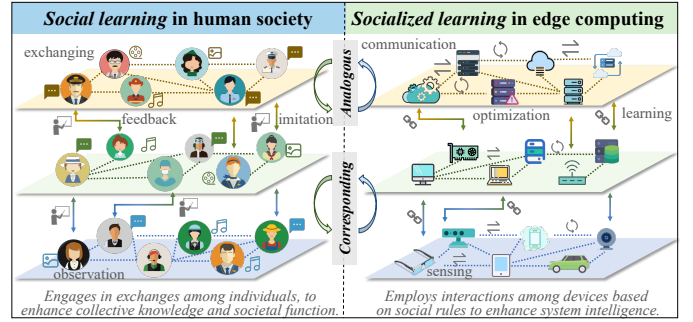 Social learning in human society
Socialized learning in edge computing
exchanging
feedback
imitation
observation
Analogous
Corresponding
communication
optimization
learning
sensing
Engages in exchanges among individuals, to
enhance collective knowledge and societal function.
Employs interactions among devices based
on social rules to enhance system intelligence.